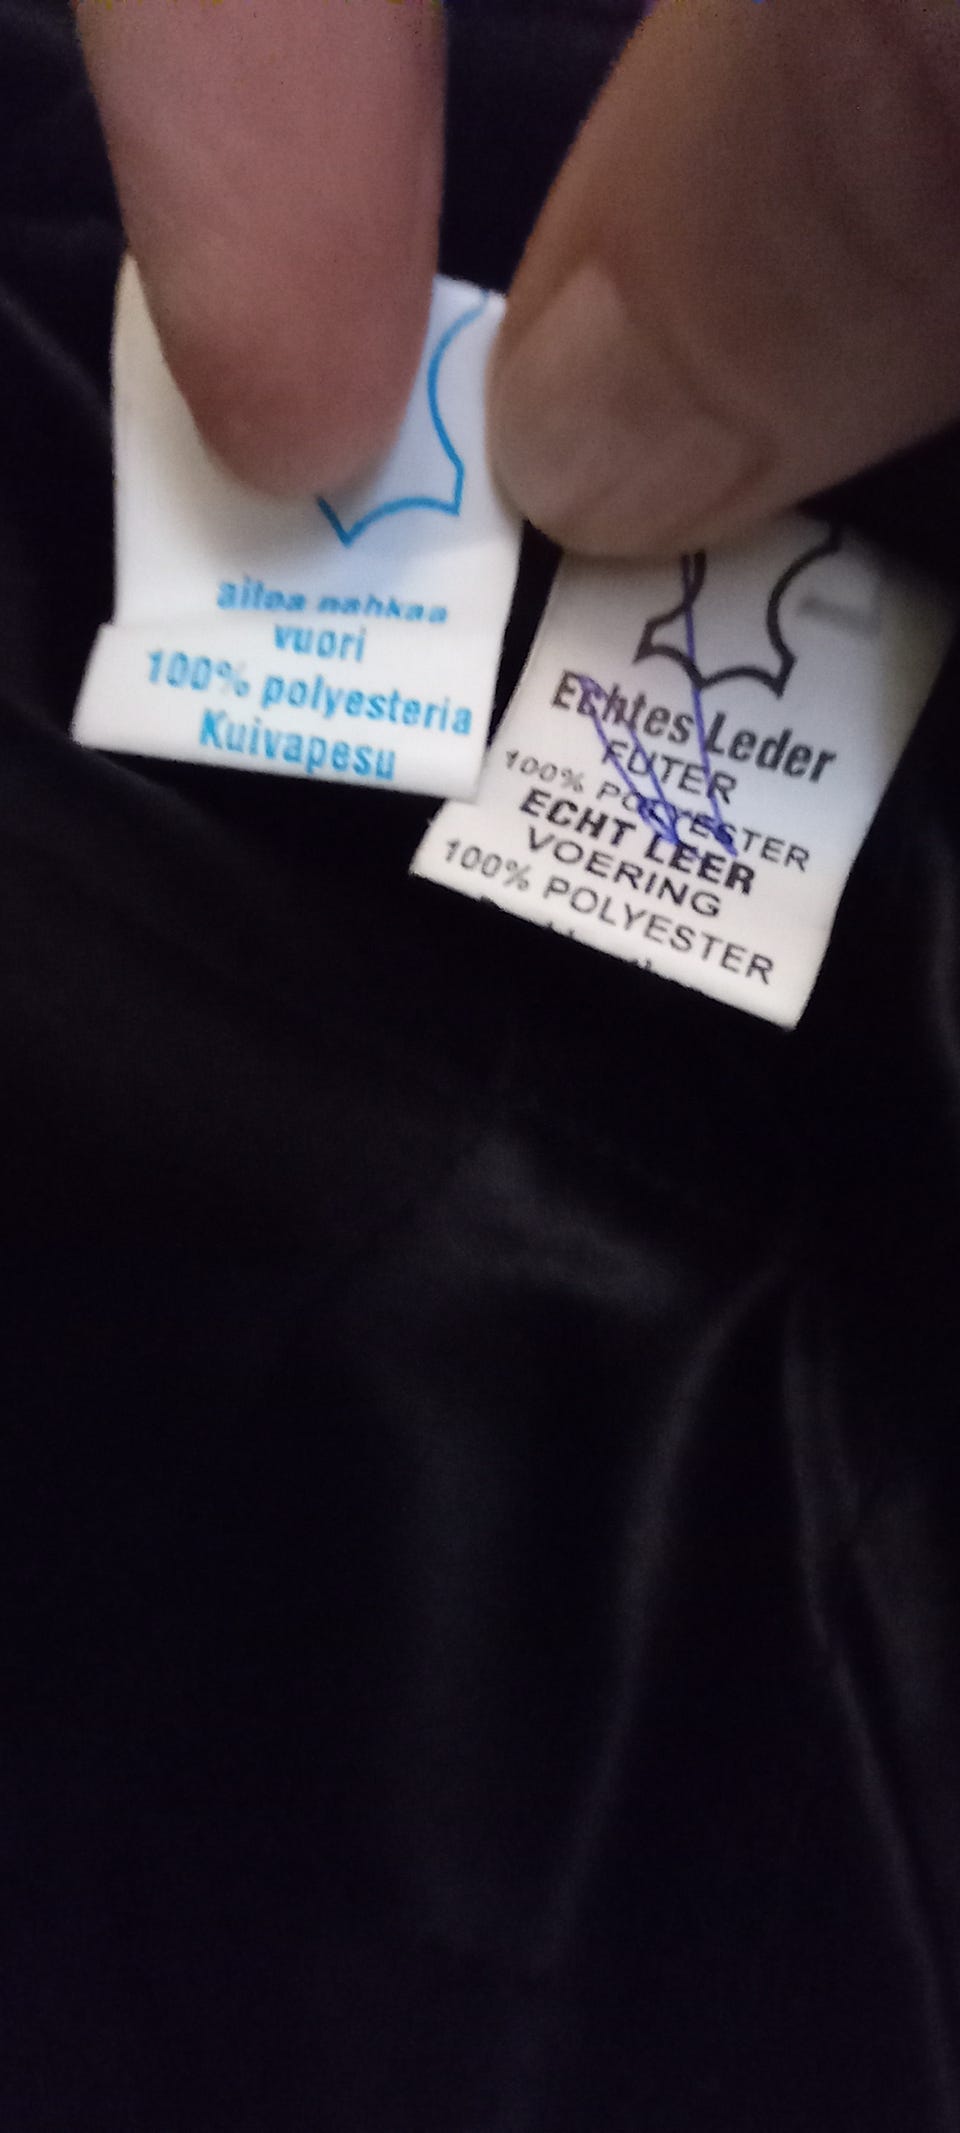 aitoa nahkaa
vuori
100% polyesteria
Kuivapesu
Echtes Leder
FUTER
100% POLYESTER
ECHT LEER
VOERING
100% POLYESTER